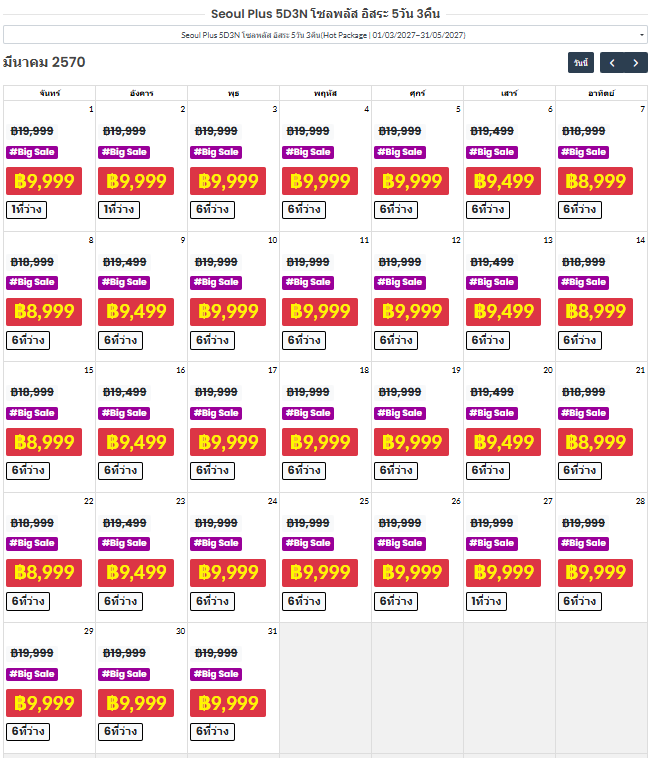 Seoul Plus 5D3N โซลพลัส อิสระ 5วัน 3คืน
Seoul Plus 5D3N โซลพลัส อิสระ 5วัน 3คืน(Hot Package | 01/03/2027–31/05/2027)
มีนาคม 2570
วันนี้
จันทร์ อังคาร พุธ พฤหัส ศุกร์ เสาร์ อาทิตย์
1 2 3 4 5 6 7
฿19,999 ฿19,999 ฿19,999 ฿19,999 ฿19,999 ฿19,499 ฿18,999
#Big Sale #Big Sale #Big Sale #Big Sale #Big Sale #Big Sale #Big Sale
฿9,999 ฿9,999 ฿9,999 ฿9,999 ฿9,999 ฿9,499 ฿8,999
1ที่ว่าง 1ที่ว่าง 6ที่ว่าง 6ที่ว่าง 6ที่ว่าง 6ที่ว่าง 6ที่ว่าง
8 9 10 11 12 13 14
฿18,999 ฿19,499 ฿19,999 ฿19,999 ฿19,999 ฿19,499 ฿18,999
#Big Sale #Big Sale #Big Sale #Big Sale #Big Sale #Big Sale #Big Sale
฿8,999 ฿9,499 ฿9,999 ฿9,999 ฿9,999 ฿9,499 ฿8,999
6ที่ว่าง 6ที่ว่าง 6ที่ว่าง 6ที่ว่าง 6ที่ว่าง 6ที่ว่าง 6ที่ว่าง
15 16 17 18 19 20 21
฿18,999 ฿19,499 ฿19,999 ฿19,999 ฿19,999 ฿19,499 ฿18,999
#Big Sale #Big Sale #Big Sale #Big Sale #Big Sale #Big Sale #Big Sale
฿8,999 ฿9,499 ฿9,999 ฿9,999 ฿9,999 ฿9,499 ฿8,999
6ที่ว่าง 6ที่ว่าง 6ที่ว่าง 6ที่ว่าง 6ที่ว่าง 6ที่ว่าง 6ที่ว่าง
22 23 24 25 26 27 28
฿18,999 ฿19,499 ฿19,999 ฿19,999 ฿19,999 ฿19,999 ฿19,999
#Big Sale #Big Sale #Big Sale #Big Sale #Big Sale #Big Sale #Big Sale
฿8,999 ฿9,499 ฿9,999 ฿9,999 ฿9,999 ฿9,999 ฿9,999
6ที่ว่าง 6ที่ว่าง 6ที่ว่าง 6ที่ว่าง 6ที่ว่าง 1ที่ว่าง 6ที่ว่าง
29 30 31
฿19,999 ฿19,999 ฿19,999
#Big Sale #Big Sale #Big Sale
฿9,999 ฿9,999 ฿9,999
6ที่ว่าง 6ที่ว่าง 6ที่ว่าง